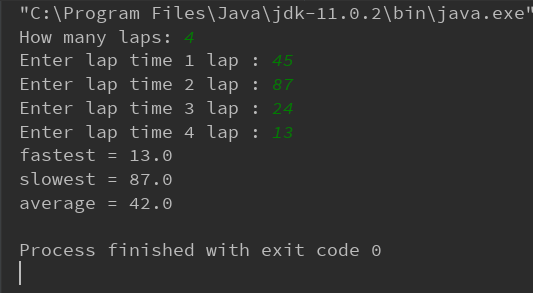 "C:\Program Files\Java\jdk-11.0.2\bin\java.exe"
How many laps: 4
Enter lap time 1 lap : 45
Enter lap time 2 lap : 87
Enter lap time 3 lap : 24
Enter lap time 4 lap : 13
fastest = 13.0
slowest = 87.0
average = 42.0
Process finished with exit code 0